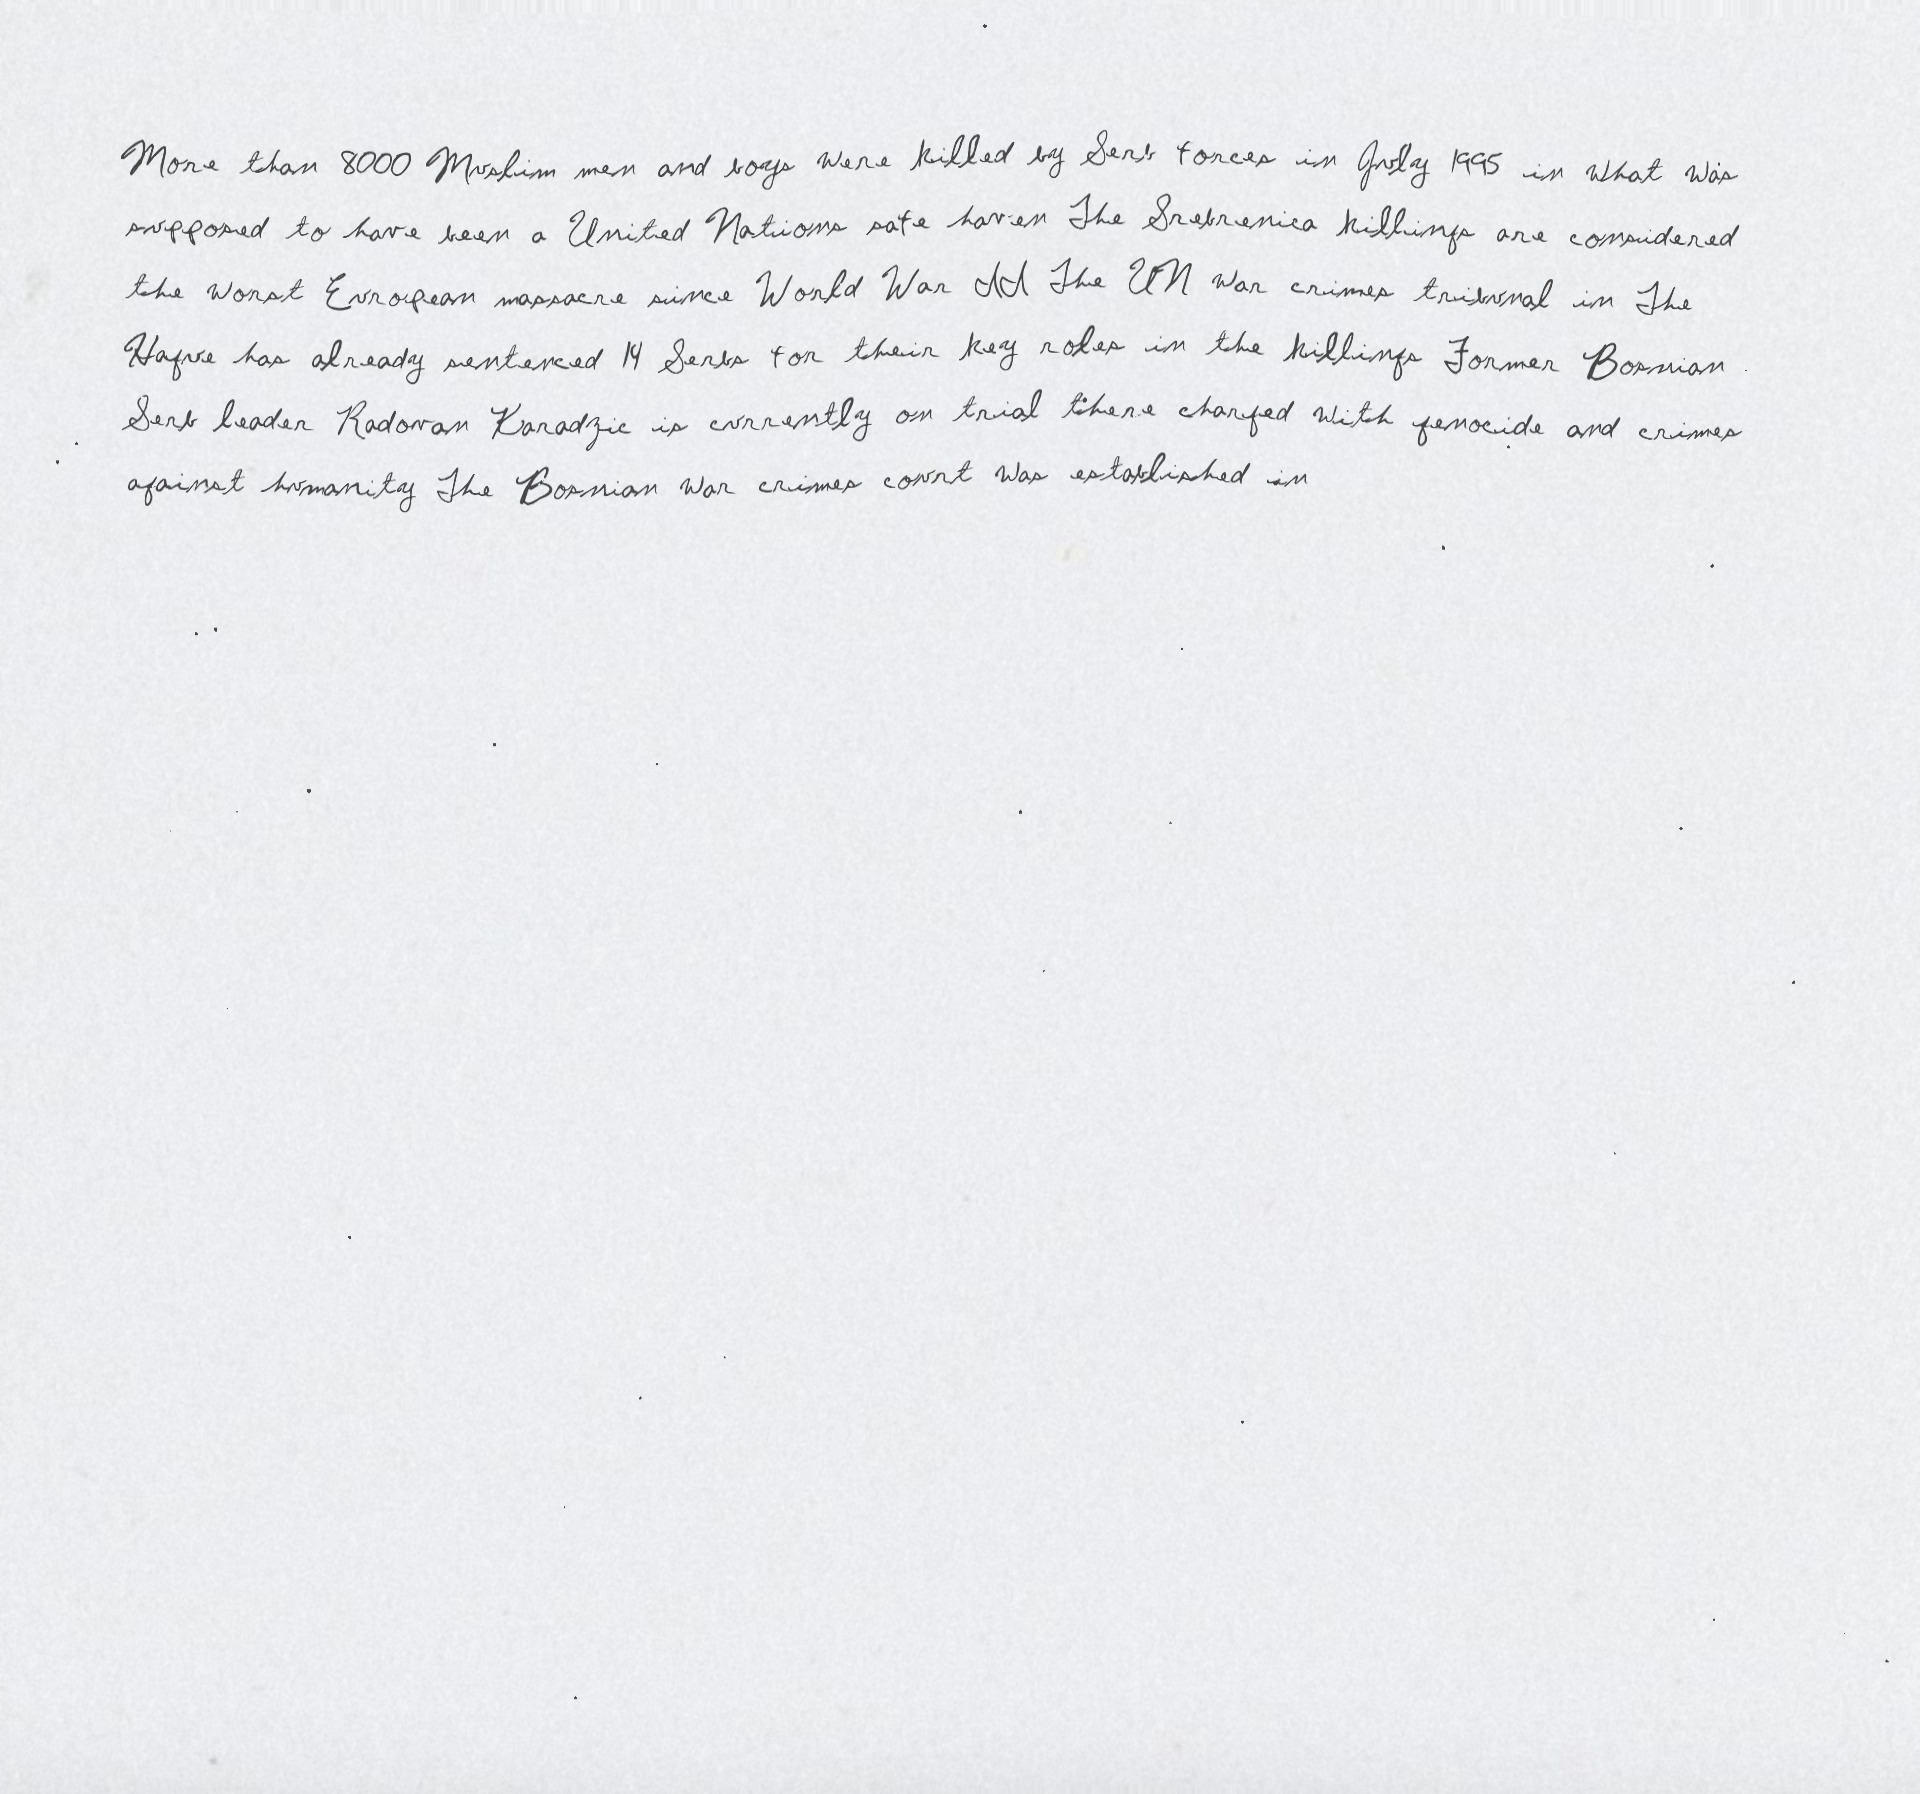 More than 8000 Muslim men and boys were killed by Serb forces in July 1995 in what was
supposed to have been a United Nations safe haven The Srebrenica killings are considered
the worst European massacre since World War II The UN war crimes tribunal in The
Hague has already sentenced 14 Serbs for their key roles in the killings Former Bosnian
Serb leader Radovan Karadzic is currently on trial there charged with genocide and crimes
against humanity The Bosnian war crimes court was established in